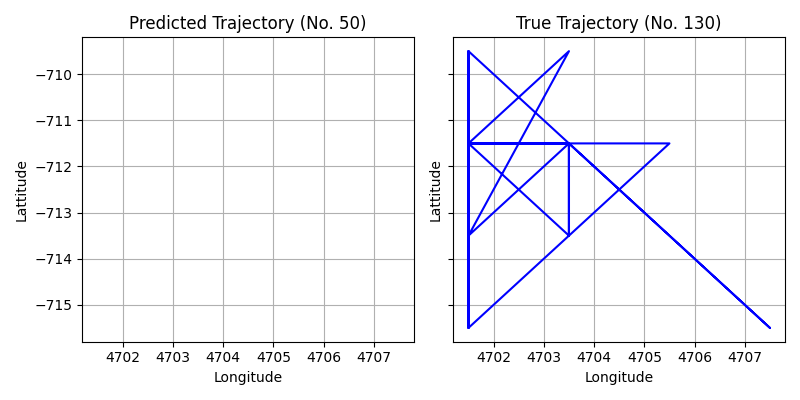 Predicted Trajectory (No. 50)
True Trajectory (No. 130)
Lattitude
−710
−711
−712
−713
−714
−715
4702 4703 4704 4705 4706 4707
Longitude
Lattitude
4702 4703 4704 4705 4706 4707
Longitude